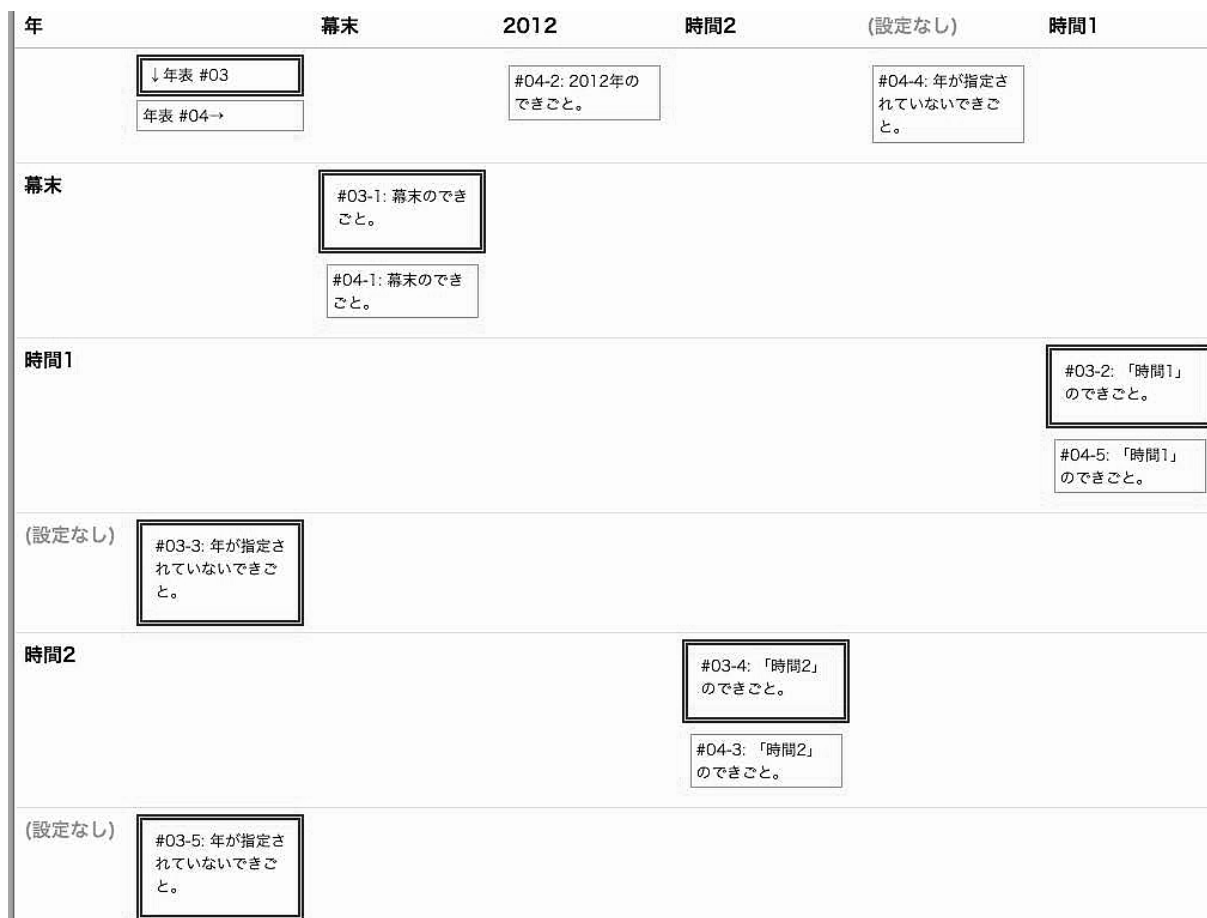 年 幕末 2012 時間2 (設定なし) 時間1
↓年表 #03
年表 #04→
#04-2: 2012年の
できごと。
#04-4: 年が指定さ
れていないできご
と。
幕末
#03-1: 幕末のでき
ごと。
#04-1: 幕末のでき
ごと。
時間1
#03-2: 「時間1」
のできごと。
#04-5: 「時間1」
のできごと。
(設定なし)
#03-3: 年が指定さ
れていないできご
と。
時間2
#03-4: 「時間2」
のできごと。
#04-3: 「時間2」
のできごと。
(設定なし)
#03-5: 年が指定さ
れていないできご
と。